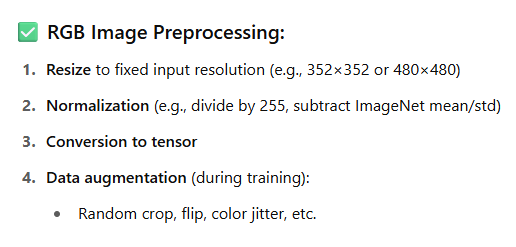 ✅ RGB Image Preprocessing:
1. Resize to fixed input resolution (e.g., 352×352 or 480×480)
2. Normalization (e.g., divide by 255, subtract ImageNet mean/std)
3. Conversion to tensor
4. Data augmentation (during training):
• Random crop, flip, color jitter, etc.